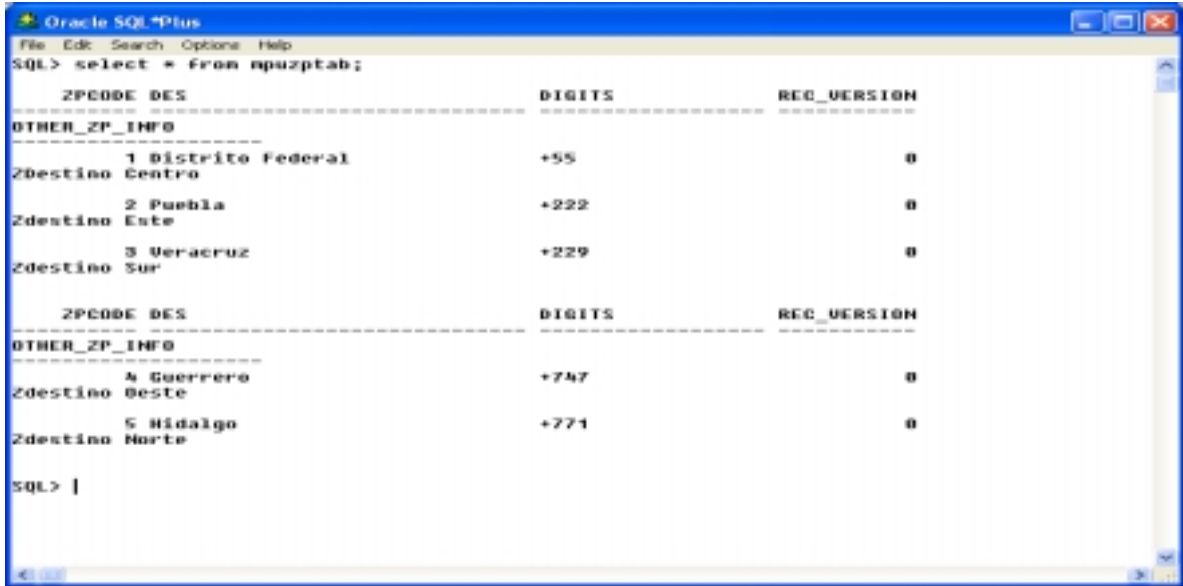 Oracle SQL*Plus
File Edit Search Options Help
SQL> select * from mpuzptab;
ZPCODE DES DIGITS REC_VERSION
---------- ------------------------------ -------------------- -----------
OTHER_ZP_INFO
--------------------
1 Distrito Federal +55 0
ZDestino Centro
2 Puebla +222 0
Zdestino Este
3 Veracruz +229 0
Zdestino Sur
ZPCODE DES DIGITS REC_VERSION
---------- ------------------------------ -------------------- -----------
OTHER_ZP_INFO
--------------------
4 Guerrero +747 0
Zdestino Oeste
5 Hidalgo +771 0
Zdestino Norte
SQL>